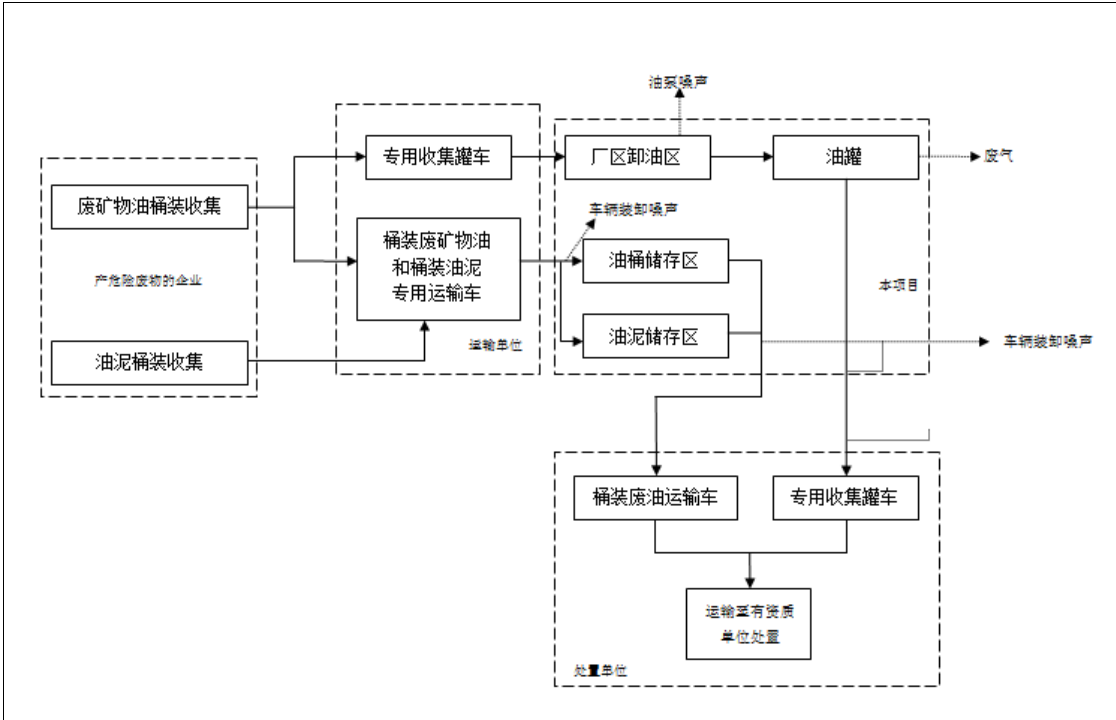 油泵噪声
专用收集罐车
厂区卸油区
油罐
废气
废矿物油桶装收集
车辆装卸噪声
桶装废矿物油
和桶装油泥
专用运输车
油桶储存区
产危险废物的企业
本项目
运输单位
油泥储存区
车辆装卸噪声
油泥桶装收集
桶装废油运输车
专用收集罐车
运输至有资质
单位处置
处置单位